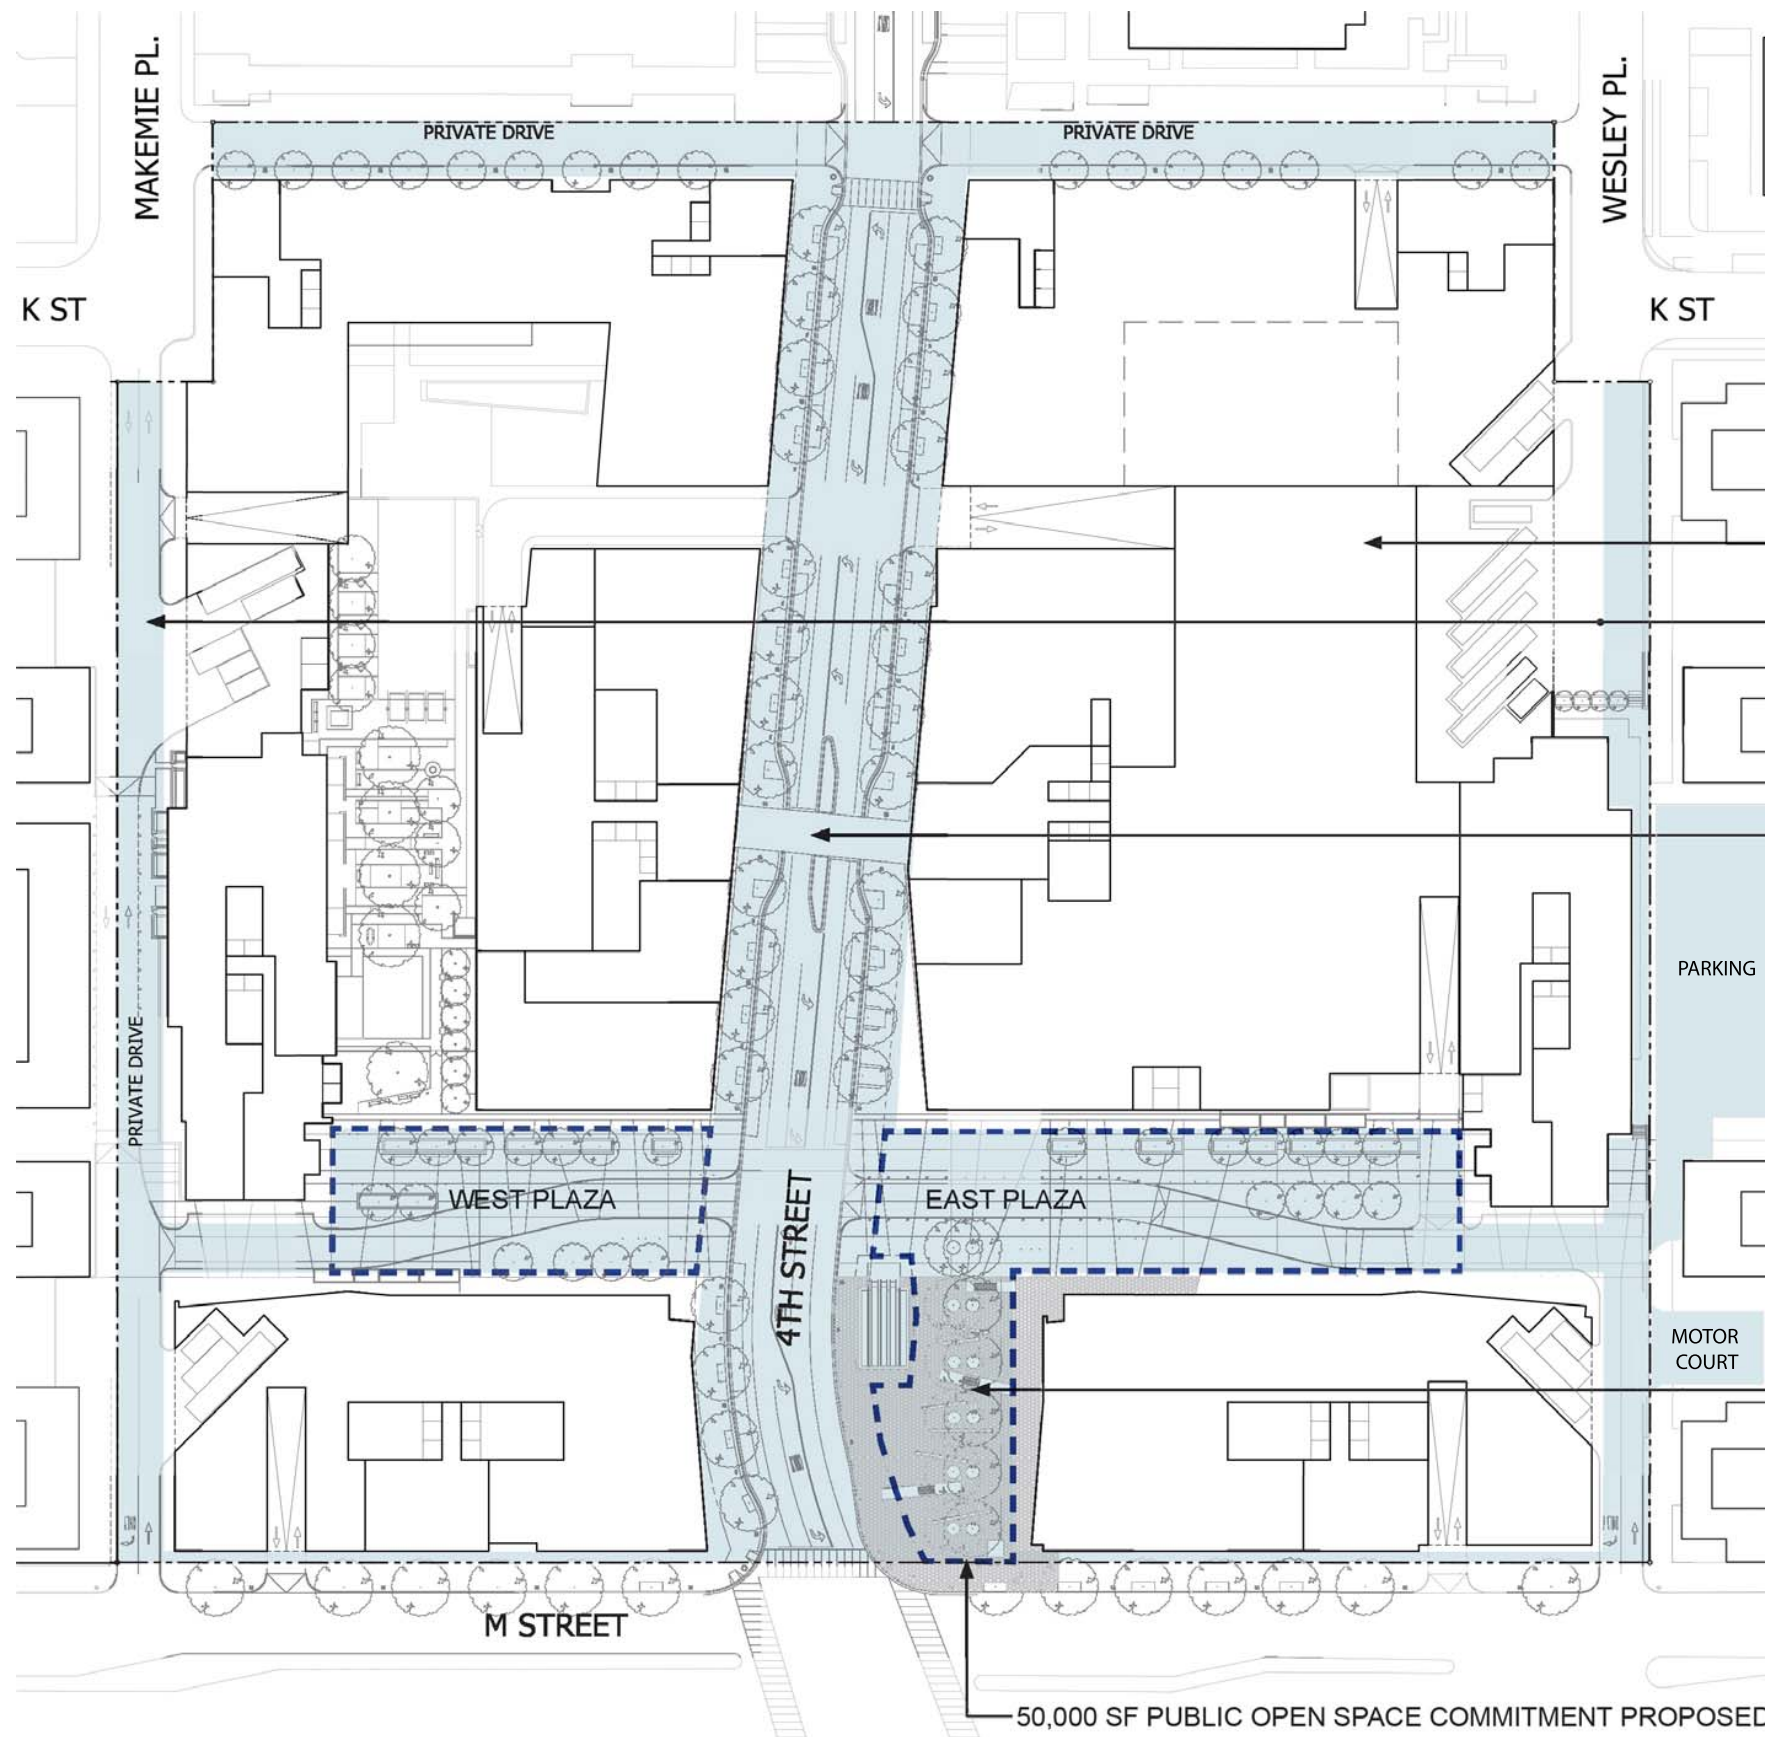 MAKEMIE PL.
WESLEY PL.
PRIVATE DRIVE
PRIVATE DRIVE
K ST
K ST
PARKING
PRIVATE DRIVE
WEST PLAZA
EAST PLAZA
4TH STREET
MOTOR
COURT
M STREET
50,000 SF PUBLIC OPEN SPACE COMMITMENT PROPOSED